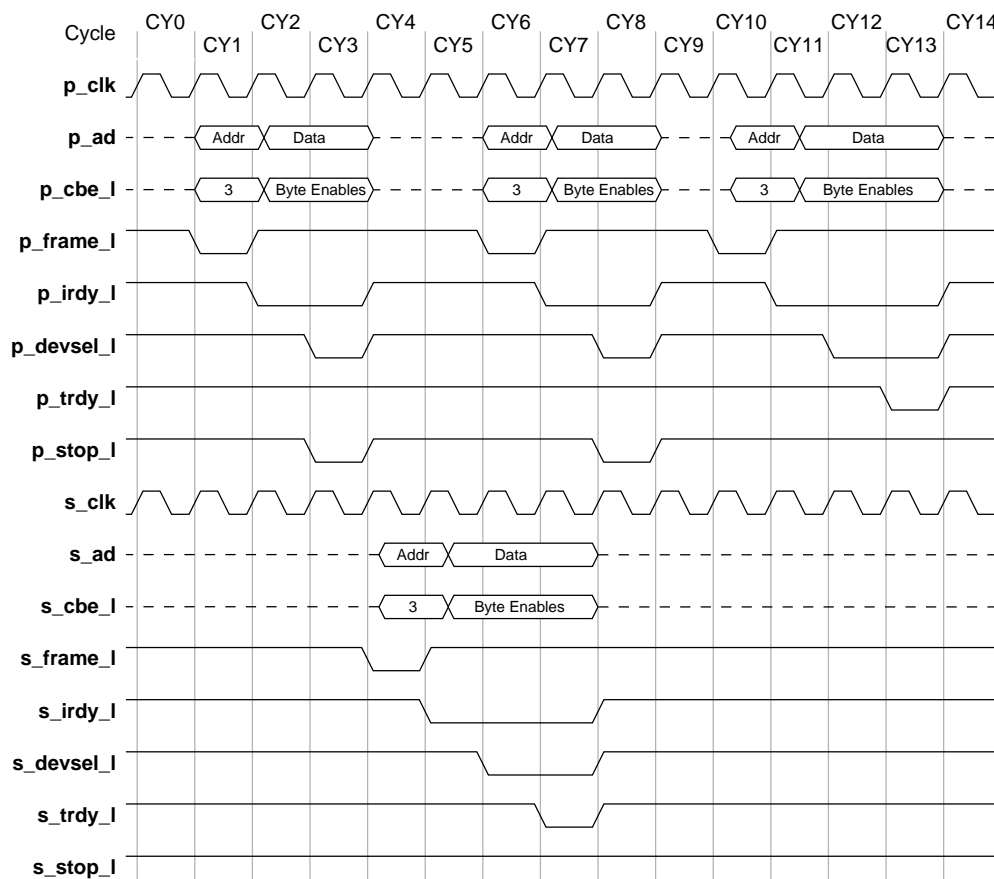 CY0 CY2 CY4 CY6 CY8 CY10 CY12 CY14
Cycle
CY1 CY3 CY5 CY7 CY9 CY11 CY13
p_clk
p_ad Addr Data Addr Data Addr Data
p_cbe_l 3 Byte Enables 3 Byte Enables 3 Byte Enables
p_frame_l
p_irdy_l
p_devsel_l
p_trdy_l
p_stop_l
s_clk
s_ad Addr Data
s_cbe_l 3 Byte Enables
s_frame_l
s_irdy_l
s_devsel_l
s_trdy_l
s_stop_l